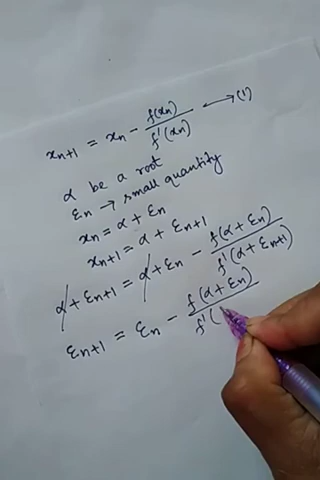 xₙ₊₁ = xₙ − f(xₙ)/f'(xₙ) ⟶ (1)
α be a root
εₙ → small quantity
xₙ = α + εₙ
xₙ₊₁ = α + εₙ₊₁
α + εₙ₊₁ = α + εₙ − f(α + εₙ)/f'(α + εₙ₊₁)
εₙ₊₁ = εₙ − f(α + εₙ)/f'(